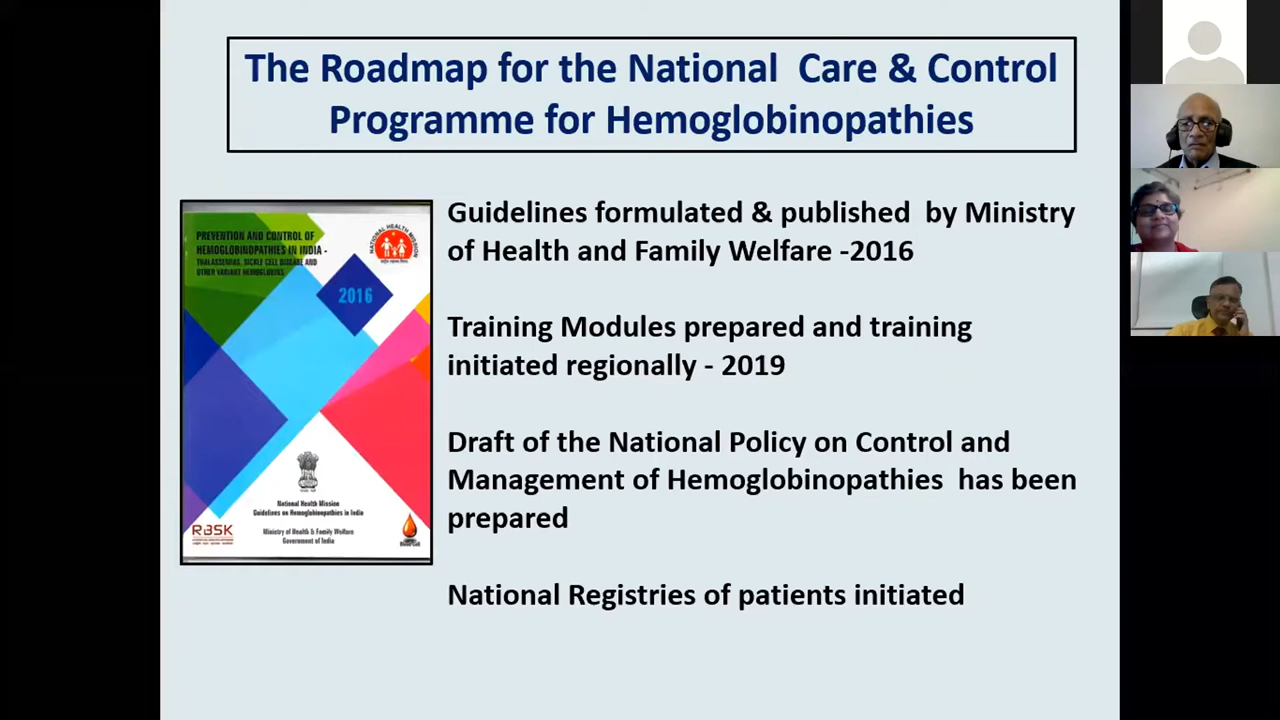 The Roadmap for the National Care & Control
Programme for Hemoglobinopathies
PREVENTION AND CONTROL OF
HEMOGLOBINOPATHIES IN INDIA -
THALASSEMIAS, SICKLE CELL DISEASE AND
OTHER VARIANT HEMOGLOBINS
NATIONAL HEALTH MISSION
2016
National Health Mission
Guidelines on Hemoglobinopathies in India
Ministry of Health & Family Welfare
Government of India
RBSK
Guidelines formulated & published by Ministry
of Health and Family Welfare -2016
Training Modules prepared and training
initiated regionally - 2019
Draft of the National Policy on Control and
Management of Hemoglobinopathies has been
prepared
National Registries of patients initiated